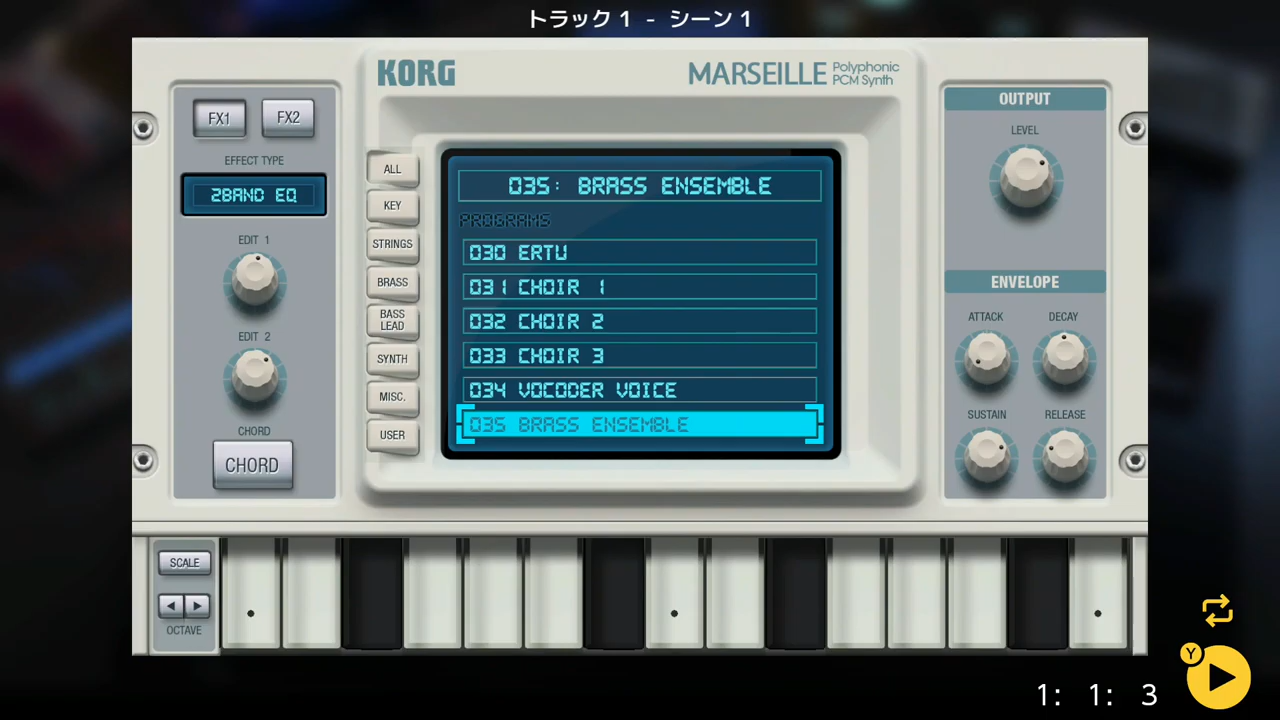 トラック 1 - シーン 1
KORG
MARSEILLE Polyphonic PCM Synth
FX1 FX2
EFFECT TYPE
2BAND EQ
EDIT 1
EDIT 2
CHORD
CHORD
ALL
KEY
STRINGS
BRASS
BASS LEAD
SYNTH
MISC.
USER
035: BRASS ENSEMBLE
PROGRAMS
030 ERTU
031 CHOIR 1
032 CHOIR 2
033 CHOIR 3
034 VOCODER VOICE
035 BRASS ENSEMBLE
OUTPUT
LEVEL
ENVELOPE
ATTACK DECAY
SUSTAIN RELEASE
SCALE
OCTAVE
Y
1: 1: 3